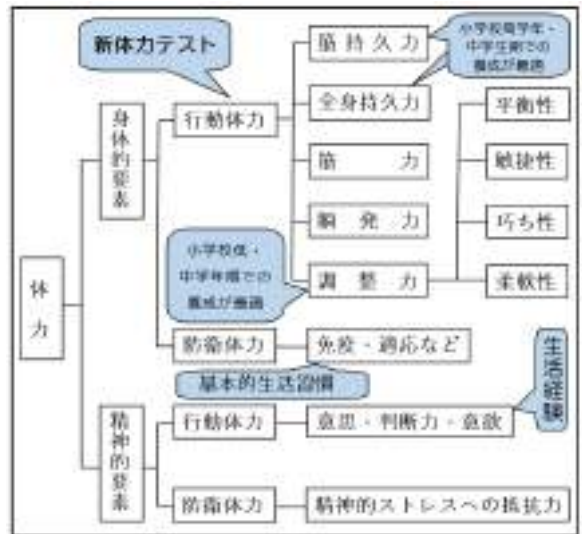 新体力テスト
小学校高学年・
中学生期での
養成が最適
筋持久力
全身持久力
筋力
瞬発力
調整力
平衡性
敏捷性
巧ち性
柔軟性
行動体力
身体的要素
小学校低・
中学年期での
養成が最適
体力
防衛体力
免疫・適応など
基本的生活習慣
生活経験
精神的要素
行動体力
意思・判断力・意欲
防衛体力
精神的ストレスへの抵抗力